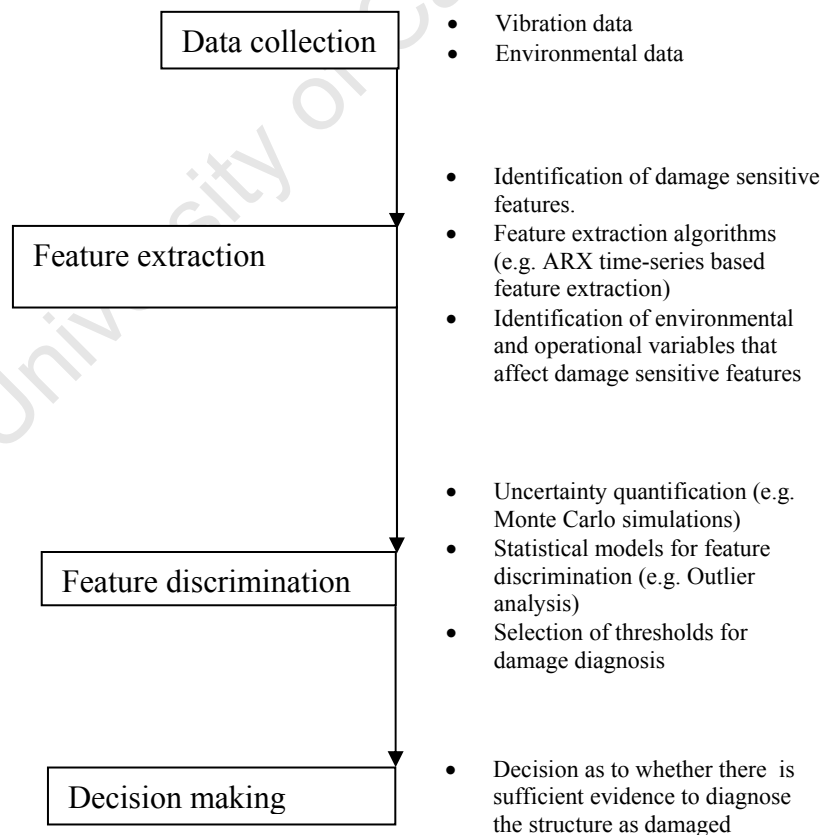 Data collection
• Vibration data
• Environmental data
• Identification of damage sensitive
features.
Feature extraction
• Feature extraction algorithms
(e.g. ARX time-series based
feature extraction)
• Identification of environmental
and operational variables that
affect damage sensitive features
• Uncertainty quantification (e.g.
Monte Carlo simulations)
Feature discrimination
• Statistical models for feature
discrimination (e.g. Outlier
analysis)
• Selection of thresholds for
damage diagnosis
Decision making
• Decision as to whether there is
sufficient evidence to diagnose
the structure as damaged
University of Ca